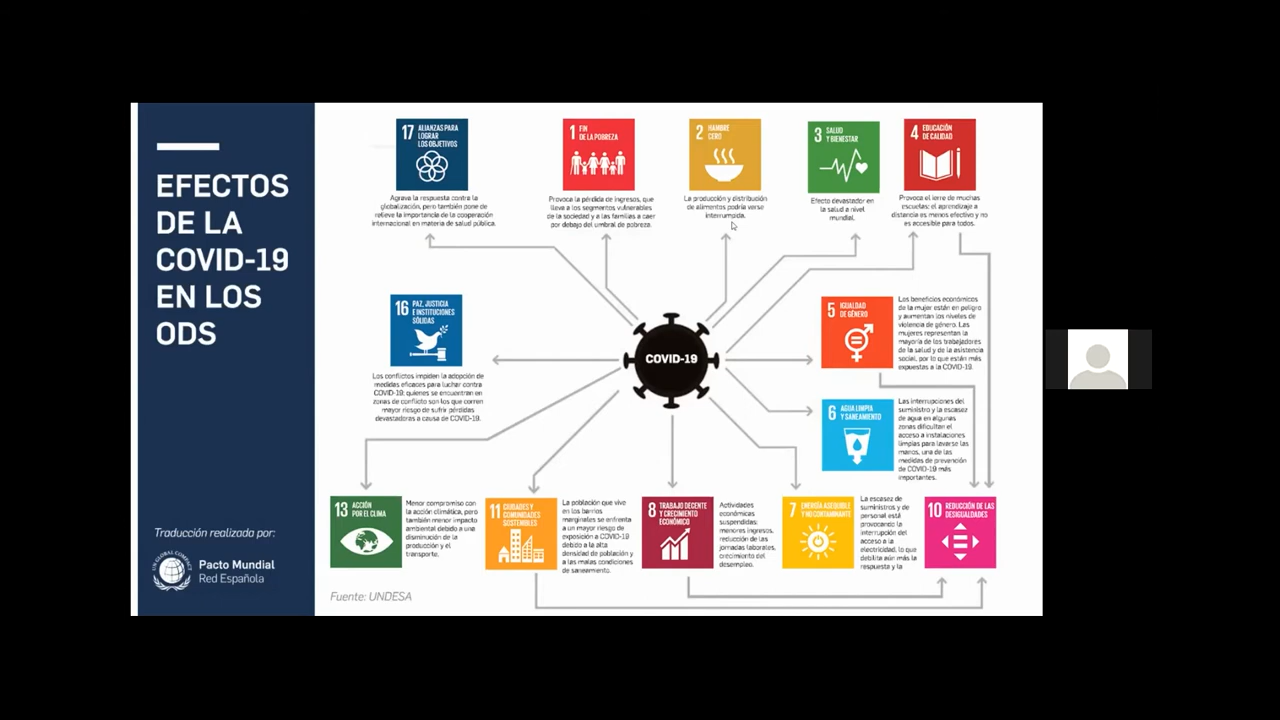 EFECTOS
DE LA
COVID-19
EN LOS
ODS
Traducción realizado por:
Pacto Mundial
Red Española
17 ALIANZAS PARA
LOGRAR
LOS OBJETIVOS
Agrava la respuesta contra la
globalización, pero también pone de
relieve la importancia de la cooperación
internacional en materia de salud pública.
1 FIN
DE LA POBREZA
Provoca la pérdida de ingresos, que
lleva a los segmentos vulnerables
de la sociedad y a las familias a caer
por debajo del umbral de pobreza.
2 HAMBRE
CERO
La producción y distribución
de alimentos podría verse
interrumpida.
3 SALUD
Y BIENESTAR
Efecto devastador en
la salud a nivel
mundial.
4 EDUCACIÓN
DE CALIDAD
Provoca el cierre de muchas
escuelas: el aprendizaje a
distancia es menos efectivo y no
es accesible para todos.
16 PAZ, JUSTICIA
E INSTITUCIONES
SÓLIDAS
Los conflictos impiden la adopción de
medidas eficaces para luchar contra
COVID-19: quienes se encuentran en
zonas de conflicto son los que corren
mayor riesgo de sufrir pérdidas
devastadoras a causa de COVID-19.
COVID-19
5 IGUALDAD
DE GÉNERO
Los beneficios económicos
de la mujer están en peligro
y aumentan los niveles de
violencia de género. Las
mujeres representan la
mayoría de los trabajadores
de la salud y de la asistencia
social, por lo que están más
expuestas a la COVID-19.
6 AGUA LIMPIA
Y SANEAMIENTO
Las interrupciones del
suministro y la escasez
de agua en algunas
zonas dificultan el
acceso a instalaciones
limpias para lavarse las
manos, una de las
medidas de prevención
de COVID-19 más
importantes.
13 ACCIÓN
POR EL CLIMA
Menor compromiso con
la acción climática, pero
también menor impacto
ambiental debido a una
disminución de la
producción y el
transporte.
11 CIUDADES Y
COMUNIDADES
SOSTENIBLES
La población que vive
en los barrios
marginales se enfrenta
a un mayor riesgo de
exposición a COVID-19
debido a la alta
densidad de población y
a las malas condiciones
de saneamiento.
8 TRABAJO DECENTE
Y CRECIMIENTO
ECONÓMICO
Actividades
económicas
suspendidas:
menores ingresos,
reducción de las
jornadas laborales,
crecimiento del
desempleo.
7 ENERGÍA ASEQUIBLE
Y NO CONTAMINANTE
La escasez de
suministros y de
personal está
provocando la
interrupción del
acceso a la
electricidad, lo que
debilita aún más la
respuesta y la
10 REDUCCIÓN DE LAS
DESIGUALDADES
Fuente: UNDESA